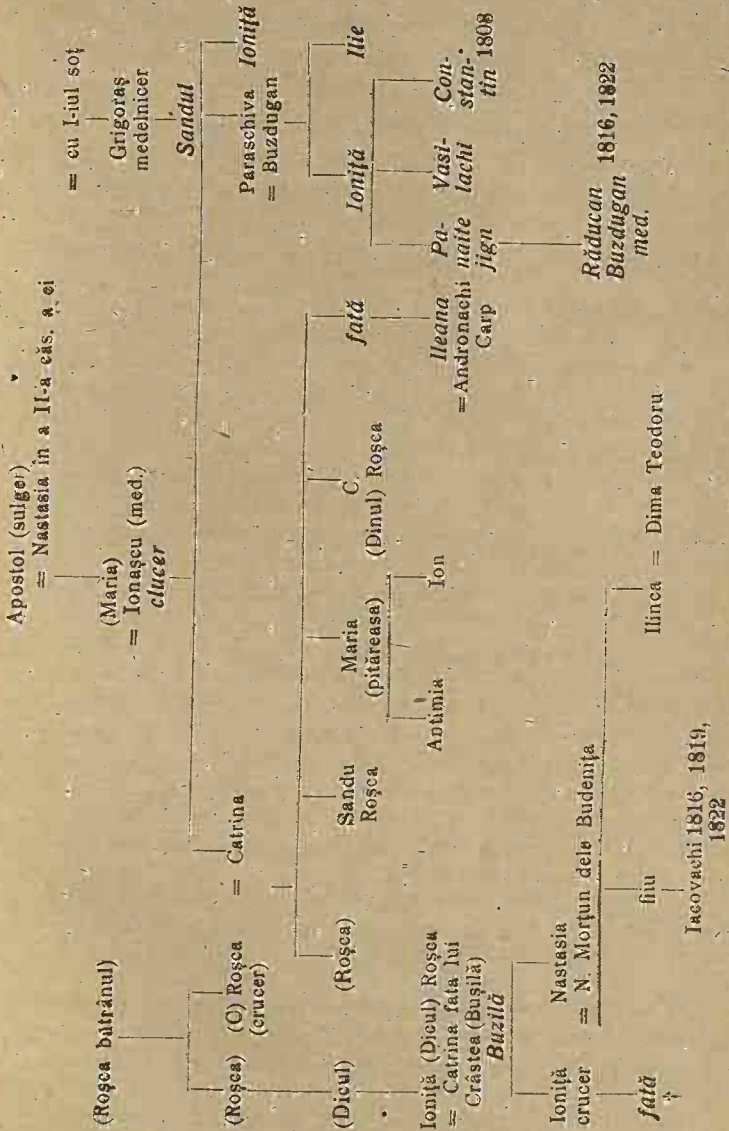 Apostol (sulger)
= Nastasia în a II-a căs. a ei
= cu I-iul soț
(Maria)
= Ionașcu (med.)
clucer
Grigoraș
medelnicer
Sandul
(Roșca bătrânul)
(Roșca)
(C) Roșca
(crucer)
= Catrina
Paraschiva
= Buzdugan
Ioniță
(Dicul)
(Roșca)
Sandu
Roșca
Maria
(pităreasa)
C.
(Dinul) Roșca
fată
Ioniță
Ilie
Ioniță (Dicul) Roșca
= Catrina fata lui
Crâstea (Bușilă)
Buzilă
Antimia
Ion
Ileana
= Andronachi
Carp
Pa-
naite
jign
Vasi-
lachi
Con-
stan-
tin 1808
Ioniță
crucer
Nastasia
= N. Morțun dele Budenița
Ilinca = Dima Teodoru
Răducan 1816, 1822
Buzdugan
med.
fată
†
fiu
Iacovachi 1816, 1819,
1822